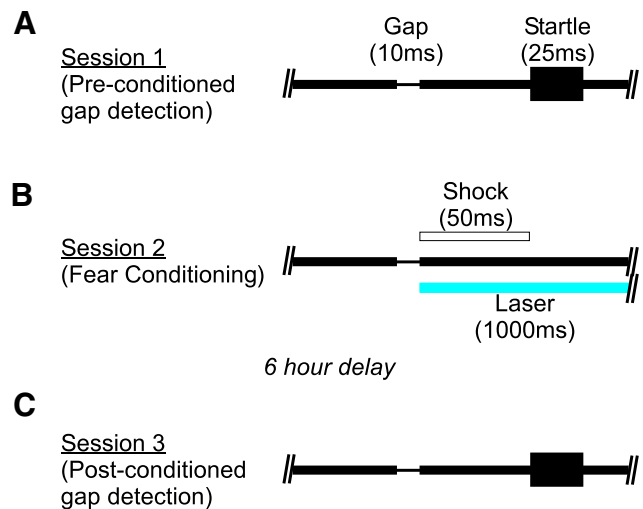 A
Session 1
(Pre-conditioned
gap detection)
Gap
(10ms)
Startle
(25ms)
B
Session 2
(Fear Conditioning)
Shock
(50ms)
Laser
(1000ms)
6 hour delay
C
Session 3
(Post-conditioned
gap detection)